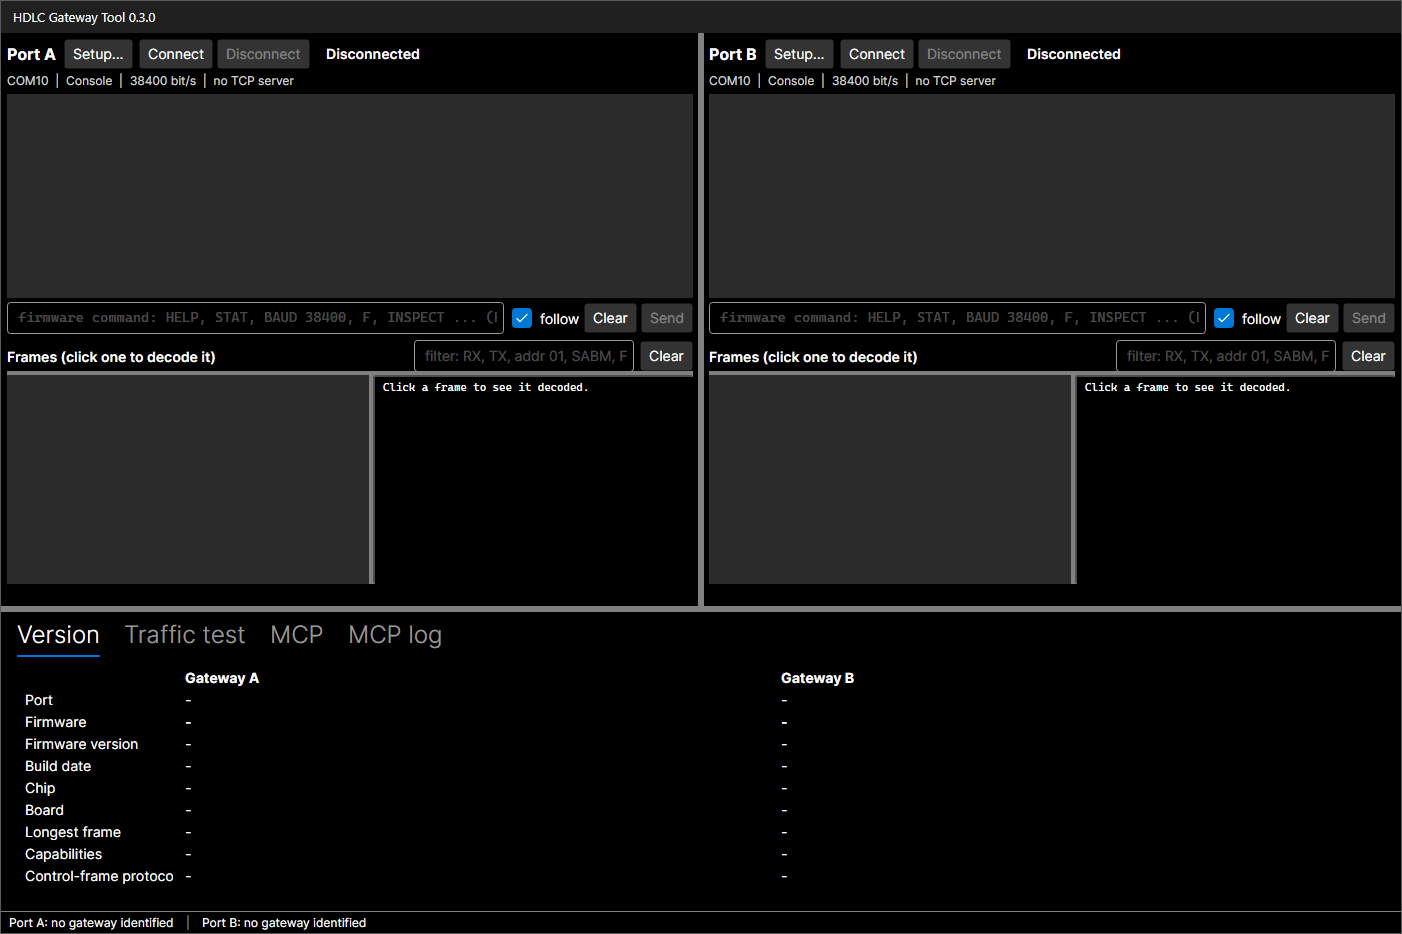 HDLC Gateway Tool 0.3.0
Port A Setup... Connect Disconnect Disconnected
COM10 | Console | 38400 bit/s | no TCP server
firmware command: HELP, STAT, BAUD 38400, F, INSPECT ... (
follow Clear Send
Frames (click one to decode it) filter: RX, TX, addr 01, SABM, F Clear
Click a frame to see it decoded.
Port B Setup... Connect Disconnect Disconnected
COM10 | Console | 38400 bit/s | no TCP server
firmware command: HELP, STAT, BAUD 38400, F, INSPECT ... (
follow Clear Send
Frames (click one to decode it) filter: RX, TX, addr 01, SABM, F Clear
Click a frame to see it decoded.
Version Traffic test MCP MCP log
Gateway A Gateway B
Port - -
Firmware - -
Firmware version - -
Build date - -
Chip - -
Board - -
Longest frame - -
Capabilities - -
Control-frame protoco - -
Port A: no gateway identified | Port B: no gateway identified